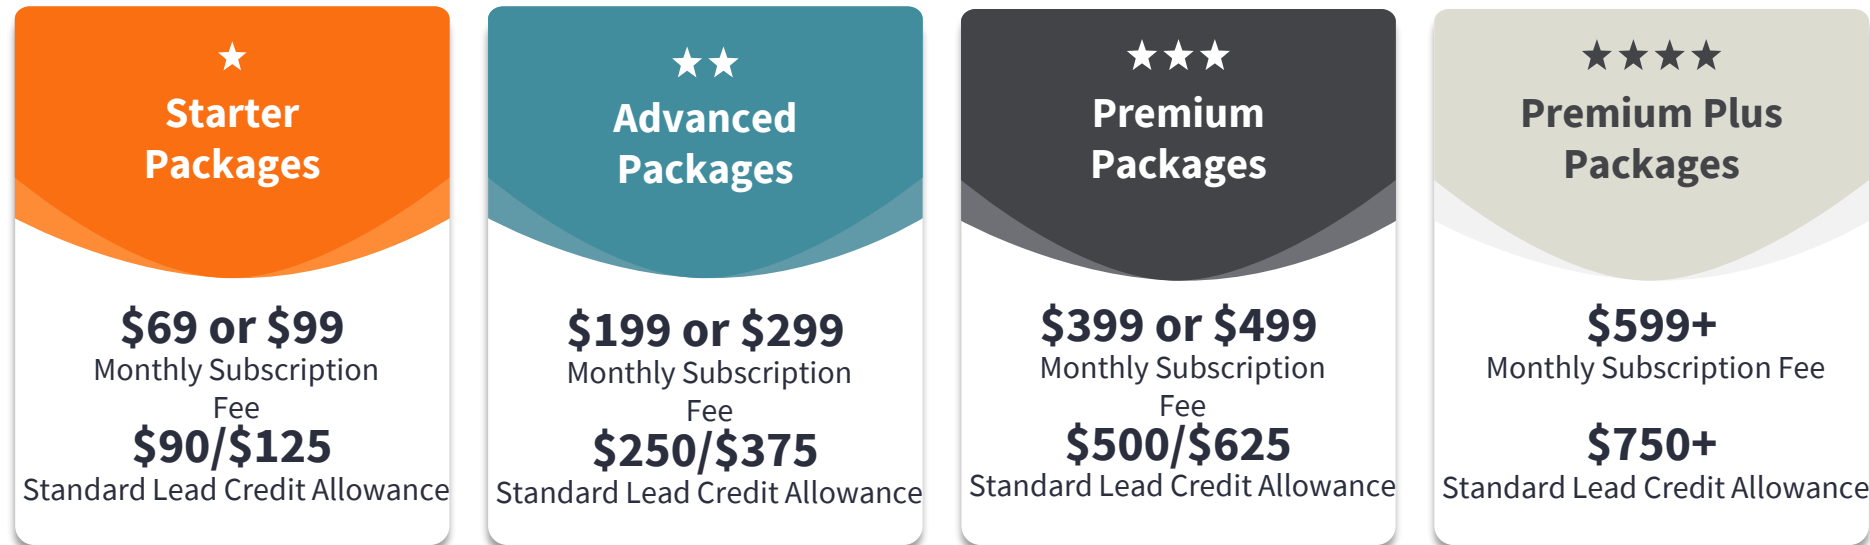 Starter
Packages
$69 or $99
Monthly Subscription
Fee
$90/$125
Standard Lead Credit Allowance
Advanced
Packages
$199 or $299
Monthly Subscription
Fee
$250/$375
Standard Lead Credit Allowance
Premium
Packages
$399 or $499
Monthly Subscription
Fee
$500/$625
Standard Lead Credit Allowance
Premium Plus
Packages
$599+
Monthly Subscription Fee
$750+
Standard Lead Credit Allowance